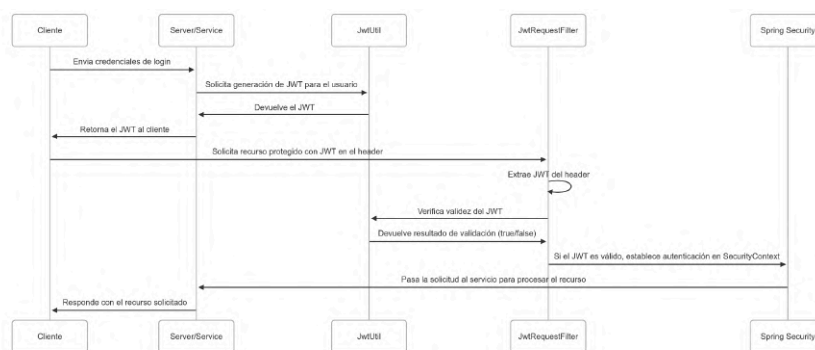 Cliente
Server/Service
JwtUtil
JwtRequestFilter
Spring Security
Envia credenciales de login
Solicita generación de JWT para el usuario
Devuelve el JWT
Retorna el JWT al cliente
Solicita recurso protegido con JWT en el header
Extrae JWT del header
Verifica validez del JWT
Devuelve resultado de validación (true/false)
Si el JWT es válido, establece autenticación en SecurityContext
Pasa la solicitud al servicio para procesar el recurso
Responde con el recurso solicitado
Cliente
Server/Service
JwtUtil
JwtRequestFilter
Spring Security